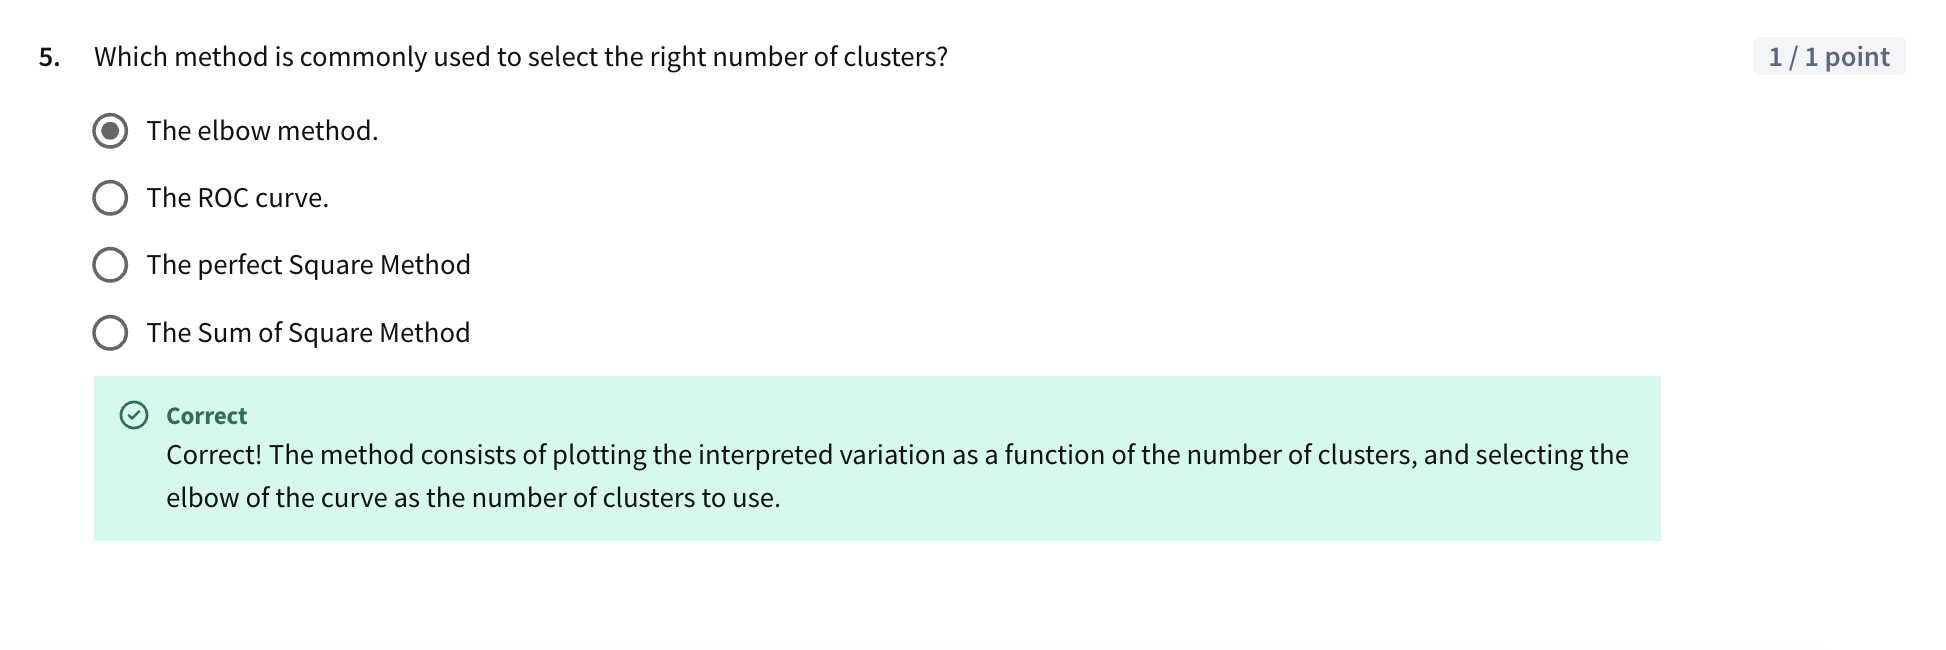 5. Which method is commonly used to select the right number of clusters? 1 / 1 point
The elbow method.
The ROC curve.
The perfect Square Method
The Sum of Square Method
Correct
Correct! The method consists of plotting the interpreted variation as a function of the number of clusters, and selecting the
elbow of the curve as the number of clusters to use.